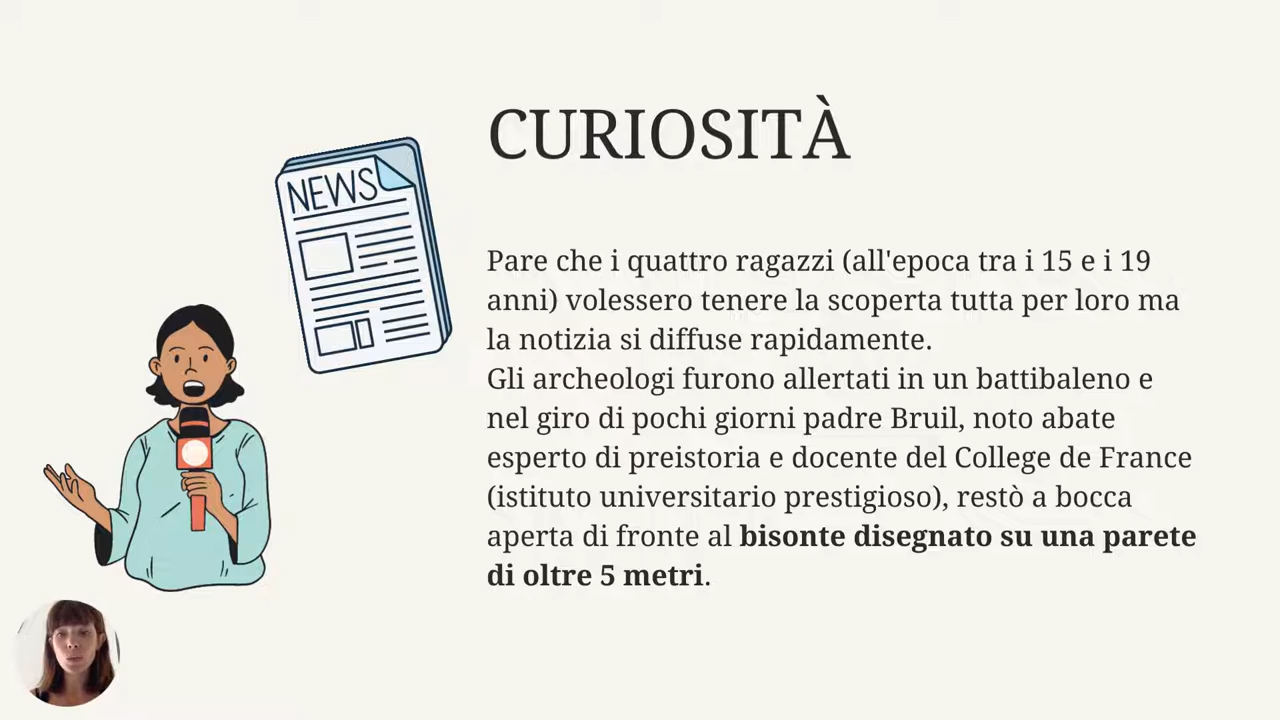 CURIOSITÀ
NEWS
Pare che i quattro ragazzi (all'epoca tra i 15 e i 19
anni) volessero tenere la scoperta tutta per loro ma
la notizia si diffuse rapidamente.
Gli archeologi furono allertati in un battibaleno e
nel giro di pochi giorni padre Bruil, noto abate
esperto di preistoria e docente del College de France
(istituto universitario prestigioso), restò a bocca
aperta di fronte al bisonte disegnato su una parete
di oltre 5 metri.